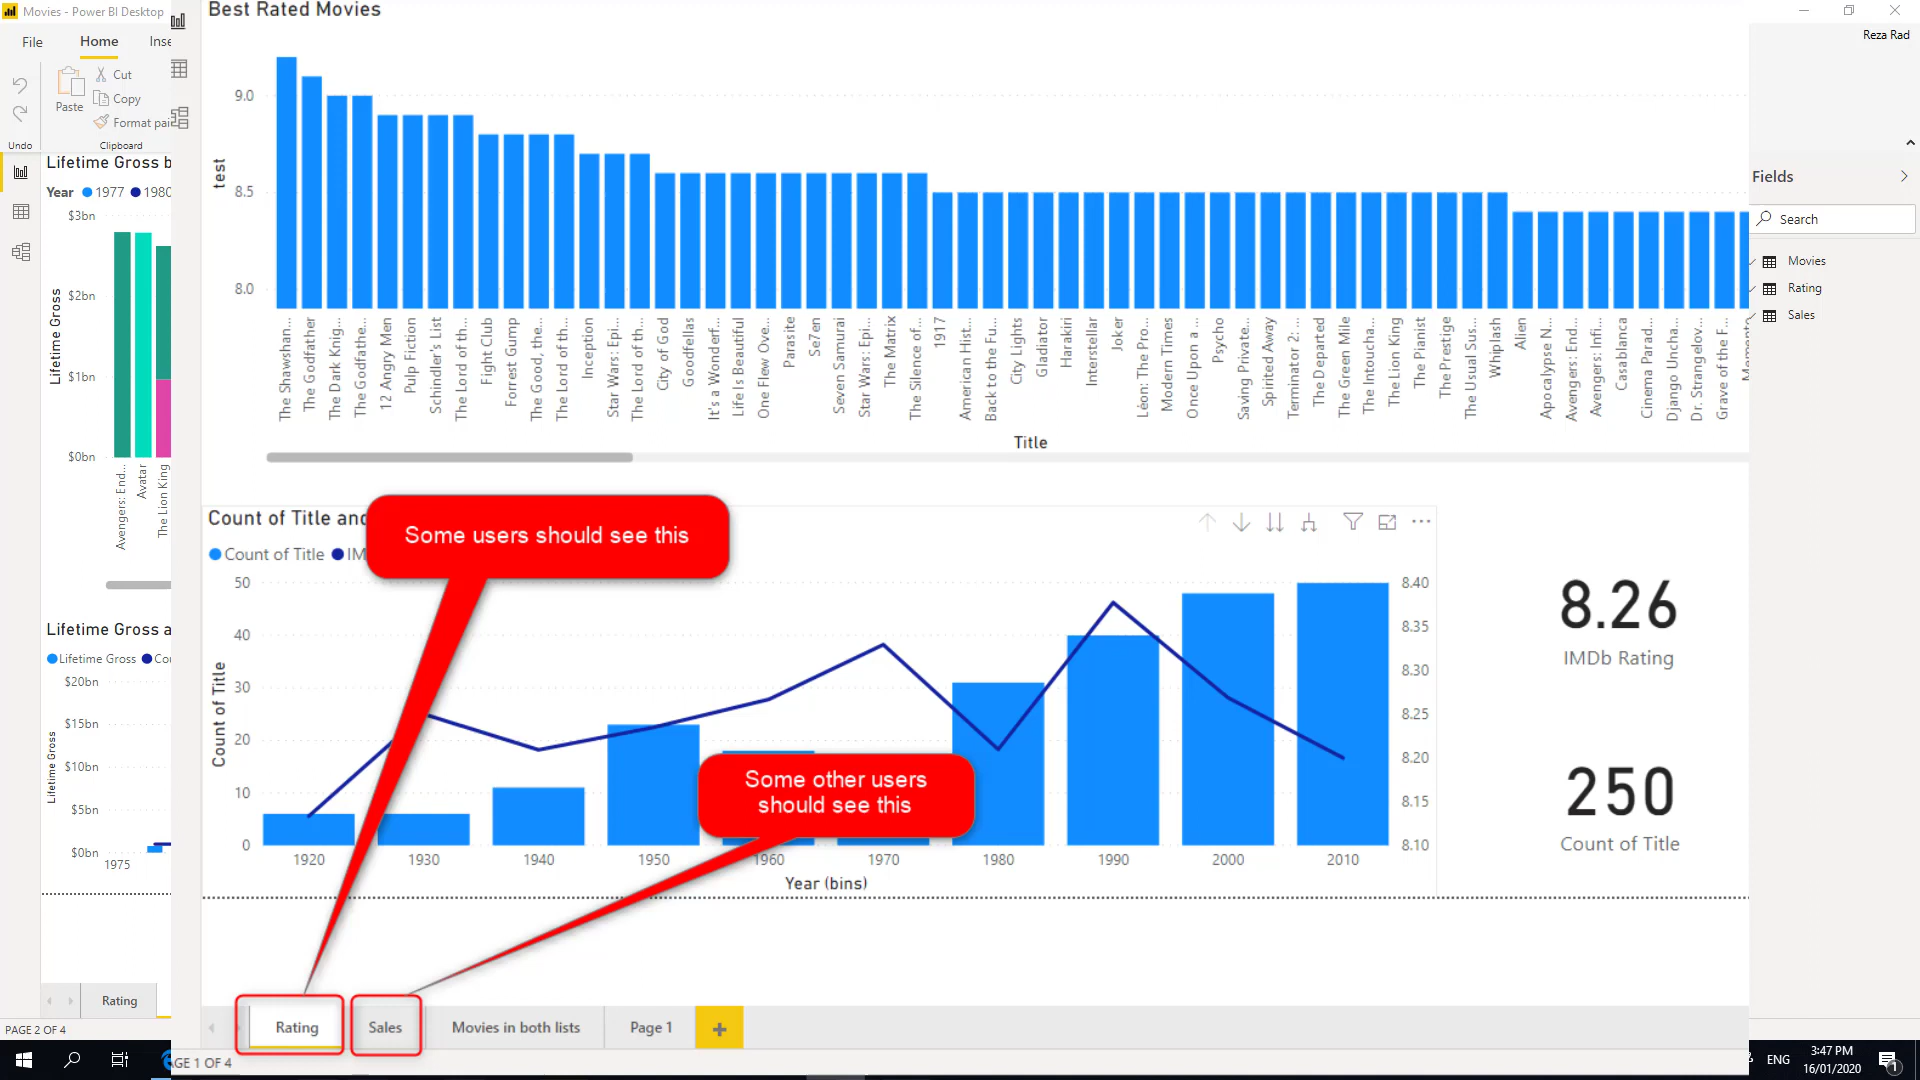 Movies - Power BI Desktop
Best Rated Movies
Reza Rad
File
Home
Inse
Cut
Copy
Format pai
Paste
Undo
Clipboard
Lifetime Gross b
Year 1977 1980
$3bn
$2bn
$1bn
$0bn
Lifetime Gross
Avengers: End...
Avatar
The Lion King
Lifetime Gross a
Lifetime Gross Cou
$20bn
$15bn
$10bn
$5bn
$0bn
Lifetime Gross
1975
Rating
PAGE 2 OF 4
9.0
8.5
8.0
test
The Shawshan...
The Godfather
The Dark Knig...
The Godfathe...
12 Angry Men
Pulp Fiction
Schindler's List
The Lord of th...
Fight Club
Forrest Gump
The Good, the...
The Lord of th...
Inception
Star Wars: Epi...
The Lord of th...
City of God
Goodfellas
It's a Wonderf...
Life Is Beautiful
One Flew Ove...
Parasite
Se7en
Seven Samurai
Star Wars: Epi...
The Matrix
The Silence of...
1917
American Hist...
Back to the Fu...
City Lights
Gladiator
Harakiri
Interstellar
Joker
Léon: The Pro...
Modern Times
Once Upon a ...
Psycho
Saving Private...
Spirited Away
Terminator 2: ...
The Departed
The Green Mile
The Intoucha...
The Lion King
The Pianist
The Prestige
The Usual Sus...
Whiplash
Alien
Apocalypse N...
Avengers: End...
Avengers: Infi...
Casablanca
Cinema Parad...
Django Uncha...
Dr. Strangelov...
Grave of the F...
Title
Count of Title and
Some users should see this
Count of Title IM
50
40
30
20
10
0
Count of Title
8.40
8.35
8.30
8.25
8.20
8.15
8.10
Some other users
should see this
1920 1930 1940 1950 1960 1970 1980 1990 2000 2010
Year (bins)
8.26
IMDb Rating
250
Count of Title
Rating
Sales
Movies in both lists
Page 1
+
AGE 1 OF 4
Fields
Search
Movies
Rating
Sales
ENG
3:47 PM
16/01/2020
1